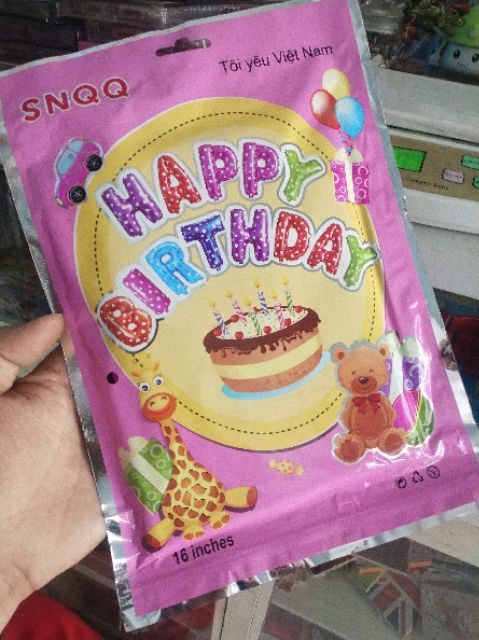 SNQQ
Tôi yêu Việt Nam
HAPPY
BIRTHDAY
16 inches